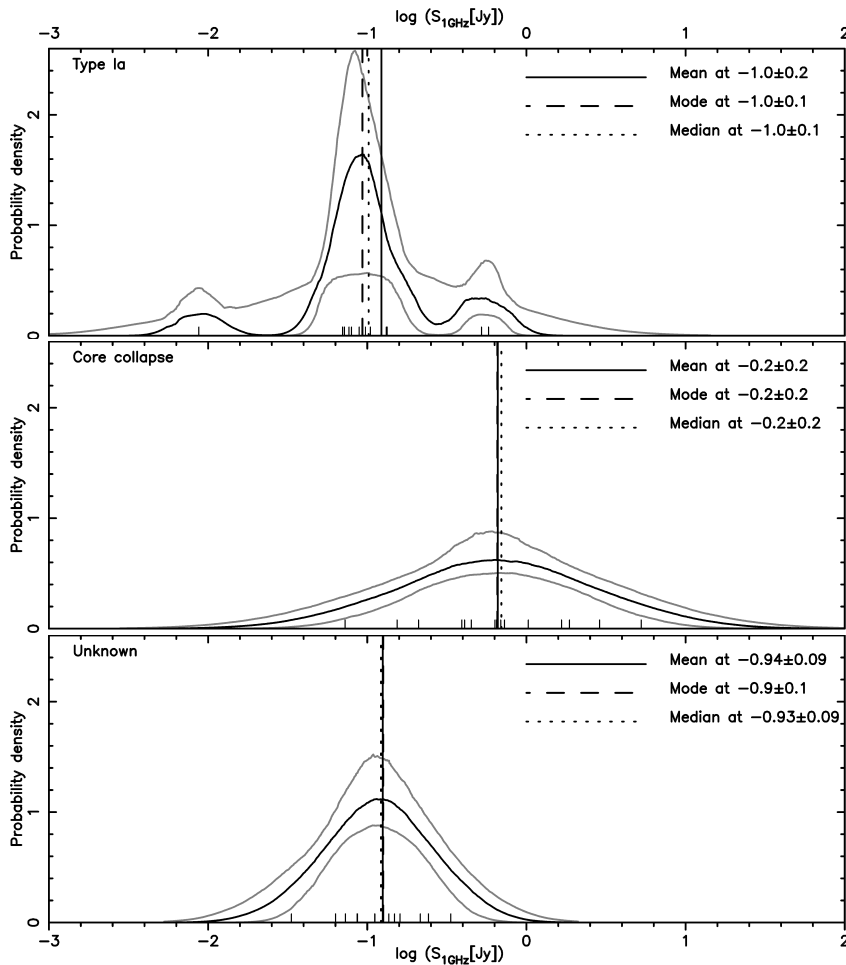 log (S1GHz[Jy])
−3 −2 −1 0 1 2
Type Ia
Mean at −1.0±0.2
Mode at −1.0±0.1
Median at −1.0±0.1
Probability density
0 1 2
Core collapse
Mean at −0.2±0.2
Mode at −0.2±0.2
Median at −0.2±0.2
Probability density
0 1 2
Unknown
Mean at −0.94±0.09
Mode at −0.9±0.1
Median at −0.93±0.09
Probability density
0 1 2
−3 −2 −1 0 1 2
log (S1GHz[Jy])